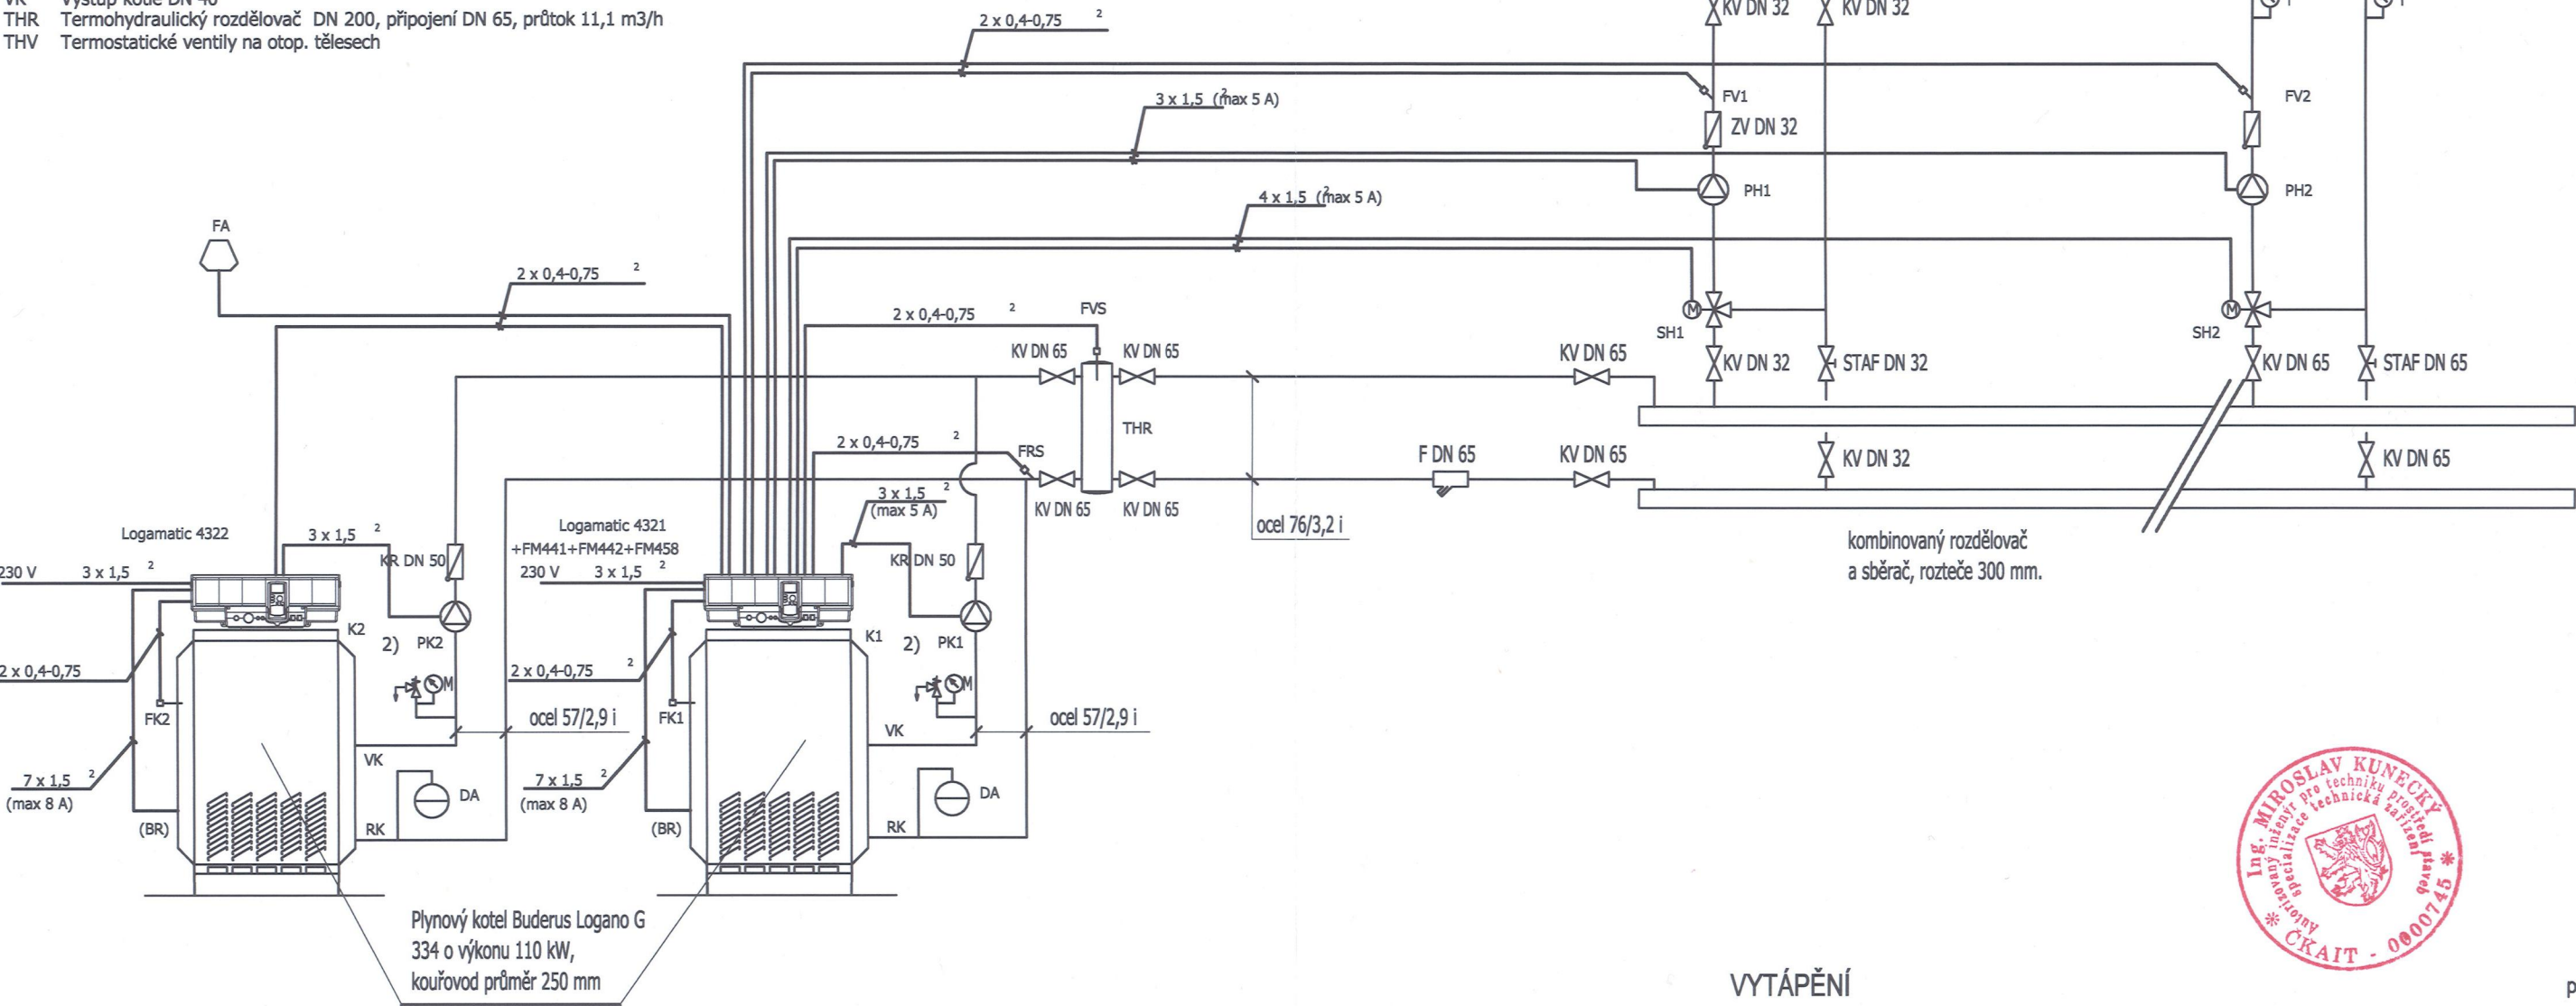 THR Termohydraulický rozdělovač DN 200, připojení DN 65, průtok 11,1 m3/h
THV Termostatické ventily na otop. tělesech
2 x 0,4-0,75 2
KV DN 32
KV DN 32
FV1
FV2
3 x 1,5 2 (max 5 A)
ZV DN 32
PH1
PH2
4 x 1,5 2 (max 5 A)
FA
2 x 0,4-0,75 2
2 x 0,4-0,75 2
FVS
M
M
SH1
SH2
KV DN 65
KV DN 65
KV DN 65
KV DN 32
STAF DN 32
KV DN 65
STAF DN 65
THR
2 x 0,4-0,75 2
FRS
F DN 65
KV DN 65
KV DN 32
KV DN 65
3 x 1,5 2
(max 5 A)
KV DN 65
KV DN 65
ocel 76/3,2 i
Logamatic 4322
3 x 1,5 2
Logamatic 4321
+FM441+FM442+FM458
kombinovaný rozdělovač
a sběrač, rozteče 300 mm.
KR DN 50
KR DN 50
230 V 3 x 1,5 2
230 V 3 x 1,5 2
K2
2) PK2
K1
2) PK1
2 x 0,4-0,75
2 x 0,4-0,75 2
M
M
FK2
ocel 57/2,9 i
FK1
ocel 57/2,9 i
VK
VK
7 x 1,5 2
(max 8 A)
DA
7 x 1,5 2
(max 8 A)
DA
(BR)
RK
(BR)
RK
Plynový kotel Buderus Logano G
334 o výkonu 110 kW,
kouřovod průměr 250 mm
Ing. MIROSLAV KUNECKÝ
Autorizovaný inženýr pro techniku prostředí staveb
specializace technická zařízení
* ČKAIT - 0000745 *
VYTÁPĚNÍ